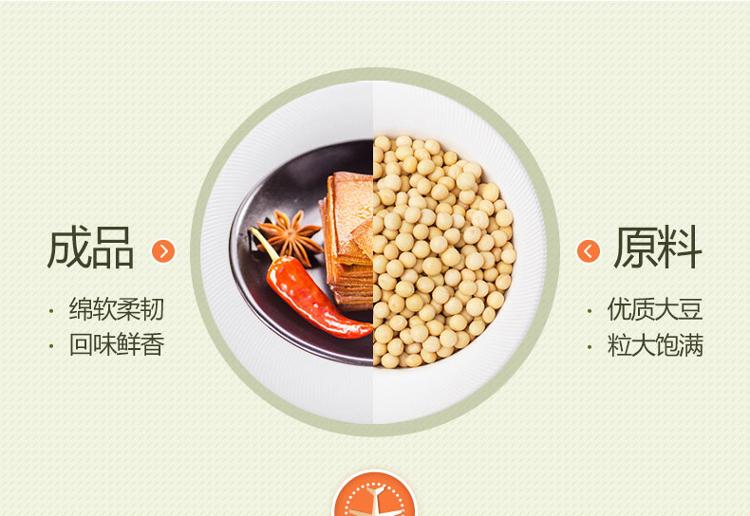 成品
· 绵软柔韧
· 回味鲜香
原料
· 优质大豆
· 粒大饱满